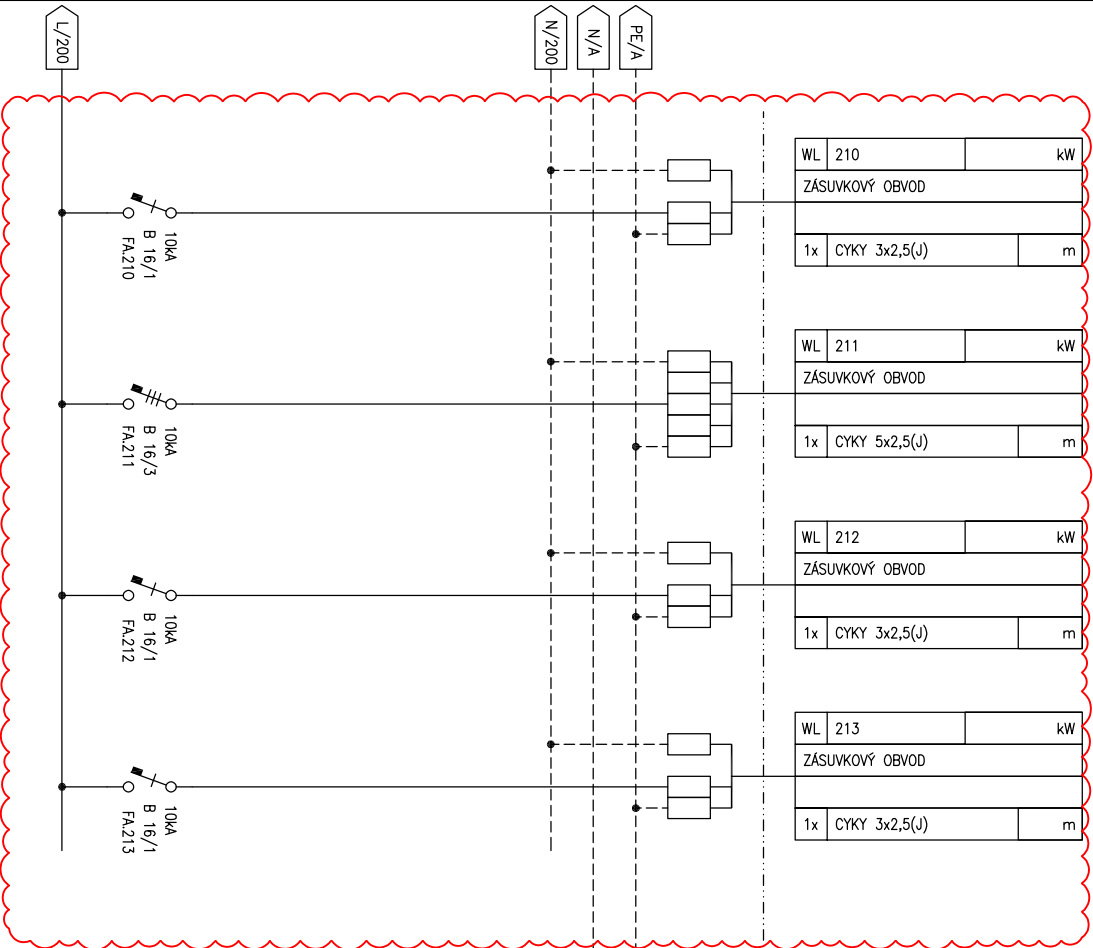 L/200
N/200
N/A
PE/A
WL 210 kW
ZÁSUVKOVÝ OBVOD
1x CYKY 3x2,5(J) m
10kA
B 16/1
FA.210
WL 211 kW
ZÁSUVKOVÝ OBVOD
1x CYKY 5x2,5(J) m
10kA
B 16/3
FA.211
WL 212 kW
ZÁSUVKOVÝ OBVOD
1x CYKY 3x2,5(J) m
10kA
B 16/1
FA.212
WL 213 kW
ZÁSUVKOVÝ OBVOD
1x CYKY 3x2,5(J) m
10kA
B 16/1
FA.213